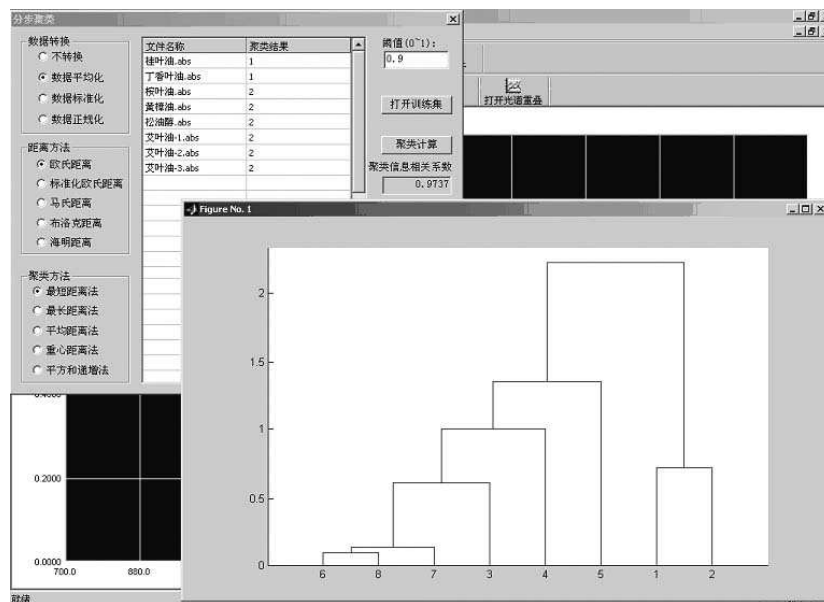 分步聚类
数据转换
不转换
数据平均化
数据标准化
数据正规化
距离方法
欧氏距离
标准化欧氏距离
马氏距离
布洛克距离
海明距离
聚类方法
最短距离法
最长距离法
平均距离法
重心距离法
平方和递增法
文件名称 聚类结果
桂叶油.abs 1
丁香叶油.abs 1
桉叶油.abs 2
黄樟油.abs 2
松油醇.abs 2
艾叶油-1.abs 2
艾叶油-2.abs 2
艾叶油-3.abs 2
阈值(0~1):
0.9
打开训练集
聚类计算
聚类信息相关系数
0.9737
打开光谱重叠
Figure No. 1
2
1.5
1
0.5
0
6 8 7 3 4 5 1 2
0.4000
0.2000
0.0000
700.0 880.0
就绪